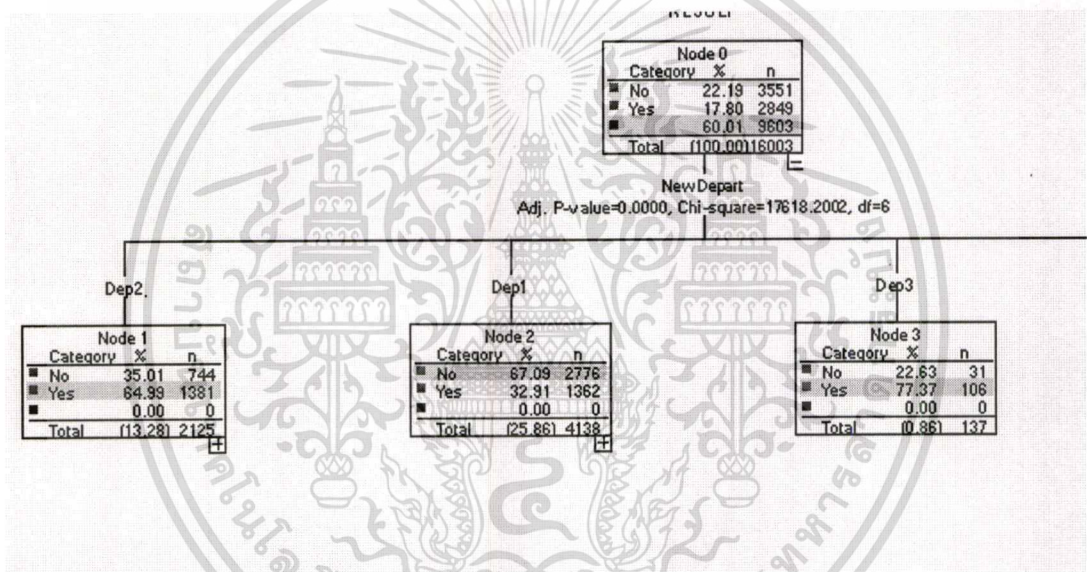 RESULT
Node 0
Category % n
No 22.19 3551
Yes 17.80 2849
60.01 9603
Total (100.00) 16003
NewDepart
Adj. P-value=0.0000, Chi-square=17618.2002, df=6
Dep2.
Dep1
Dep3
Node 1
Category % n
No 35.01 744
Yes 64.99 1381
0.00 0
Total (13.28) 2125
Node 2
Category % n
No 67.09 2776
Yes 32.91 1362
0.00 0
Total (25.86) 4138
Node 3
Category % n
No 22.63 31
Yes 77.37 106
0.00 0
Total (0.86) 137